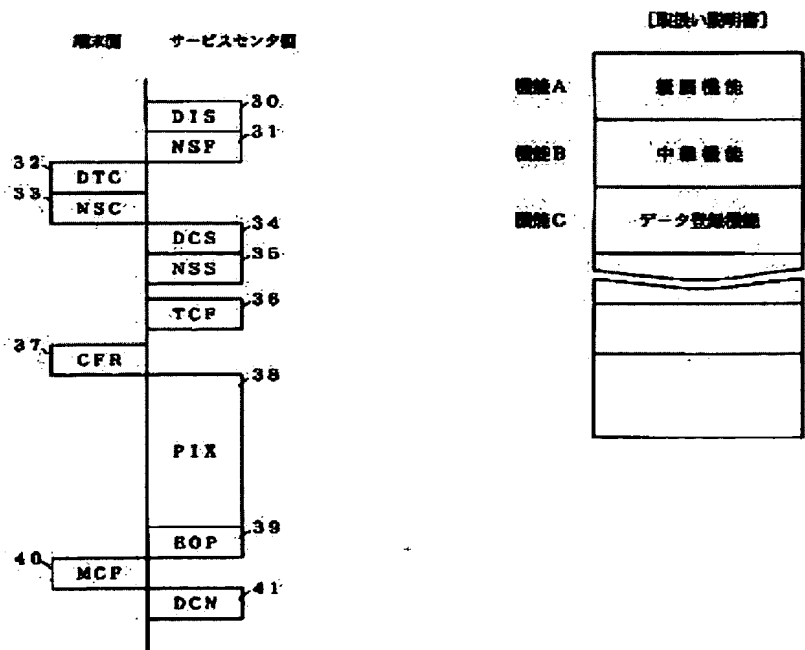 端末側
サービスセンタ側
30
DIS
31
NSF
32
DTC
33
NSC
34
DCS
35
NSS
36
TCF
37
CFR
38
PIX
39
EOP
40
MCF
41
DCN
[取扱い説明書]
機能A
機能
機能B
中継機能
機能C
データ登録機能